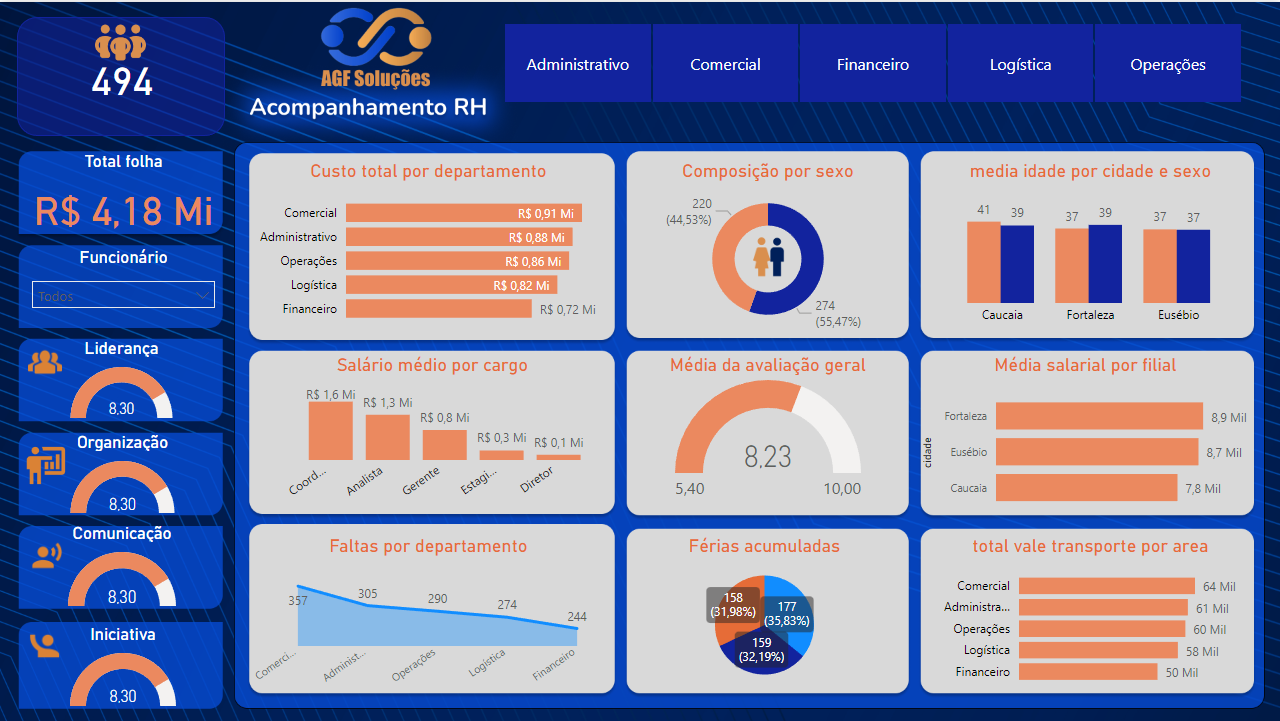 494
AGF Soluções
Acompanhamento RH
Administrativo
Comercial
Financeiro
Logística
Operações
Total folha
R$ 4,18 Mi
Funcionário
Todos
Liderança
8,30
Organização
8,30
Comunicação
8,30
Iniciativa
8,30
Custo total por departamento
Comercial R$ 0,91 Mi
Administrativo R$ 0,88 Mi
Operações R$ 0,86 Mi
Logística R$ 0,82 Mi
Financeiro R$ 0,72 Mi
Composição por sexo
220
(44,53%)
274
(55,47%)
media idade por cidade e sexo
41 39 37 39 37 37
Caucaia Fortaleza Eusébio
Salário médio por cargo
R$ 1,6 Mi
R$ 1,3 Mi
R$ 0,8 Mi
R$ 0,3 Mi
R$ 0,1 Mi
Coord...
Analista
Gerente
Estagi...
Diretor
Média da avaliação geral
8,23
5,40 10,00
Média salarial por filial
cidade
Fortaleza 8,9 Mil
Eusébio 8,7 Mil
Caucaia 7,8 Mil
Faltas por departamento
357
305
290
274
244
Comerci...
Administ...
Operações
Logística
Financeiro
Férias acumuladas
158
(31,98%)
177
(35,83%)
159
(32,19%)
total vale transporte por area
Comercial 64 Mil
Administra... 61 Mil
Operações 60 Mil
Logística 58 Mil
Financeiro 50 Mil